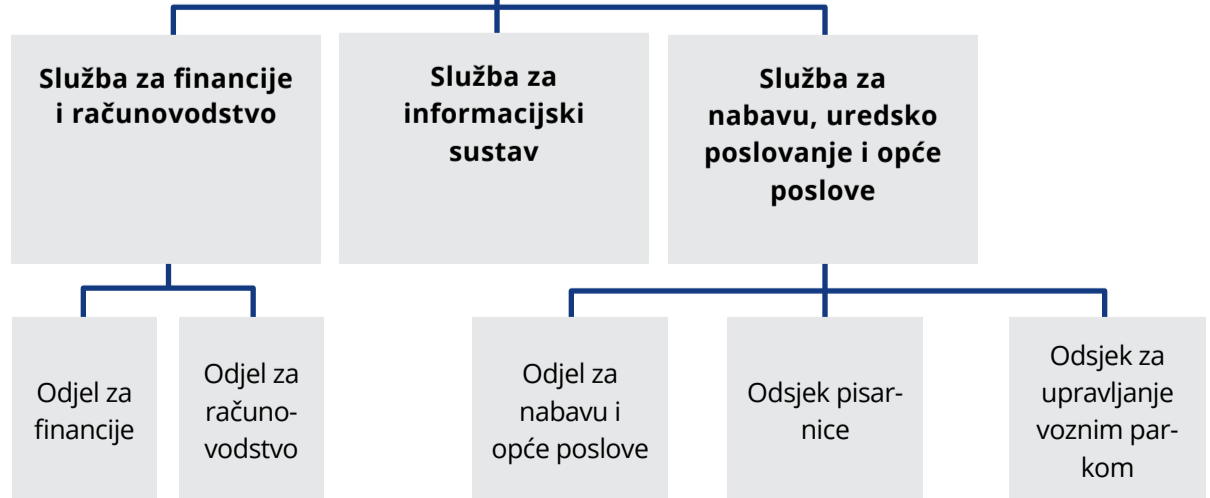 Služba za financije
i računovodstvo
Služba za
informacijski
sustav
Služba za
nabavu, uredsko
poslovanje i opće
poslove
Odjel za
financije
Odjel za
računo-
vodstvo
Odjel za
nabavu i
opće poslove
Odsjek pisar-
nice
Odsjek za
upravljanje
voznim par-
kom